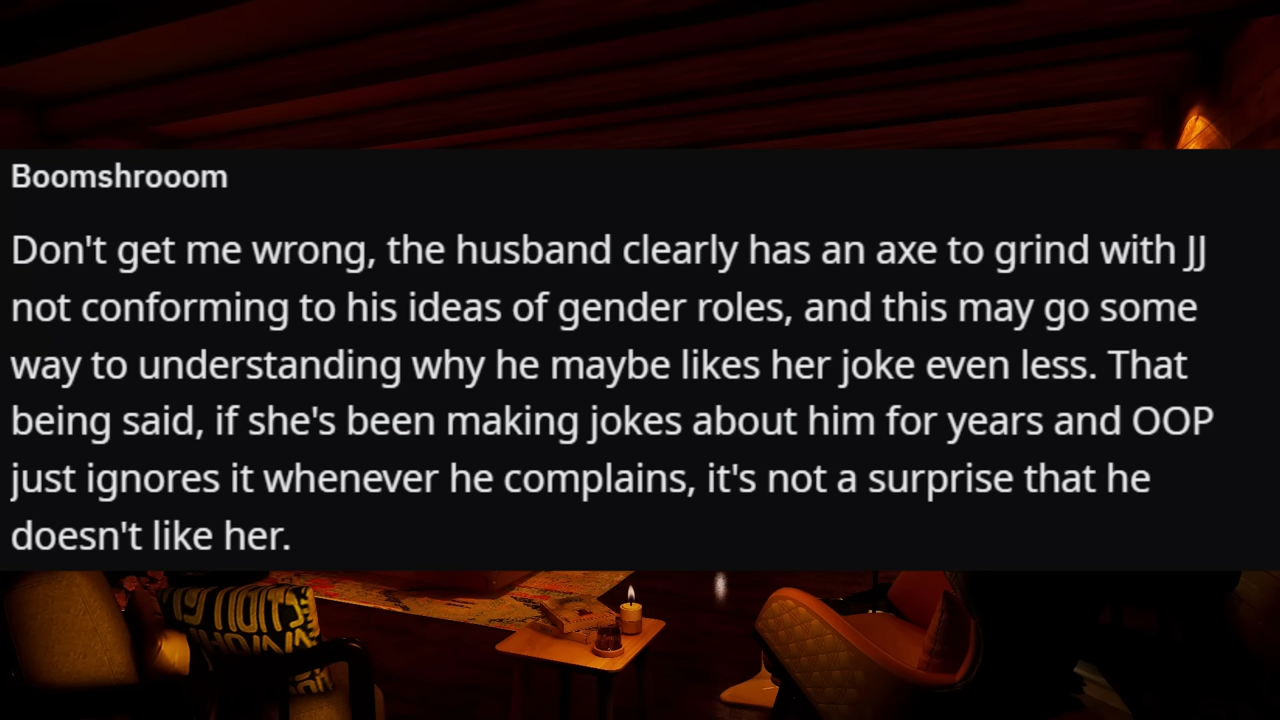 Boomshrooom
Don't get me wrong, the husband clearly has an axe to grind with JJ
not conforming to his ideas of gender roles, and this may go some
way to understanding why he maybe likes her joke even less. That
being said, if she's been making jokes about him for years and OOP
just ignores it whenever he complains, it's not a surprise that he
doesn't like her.